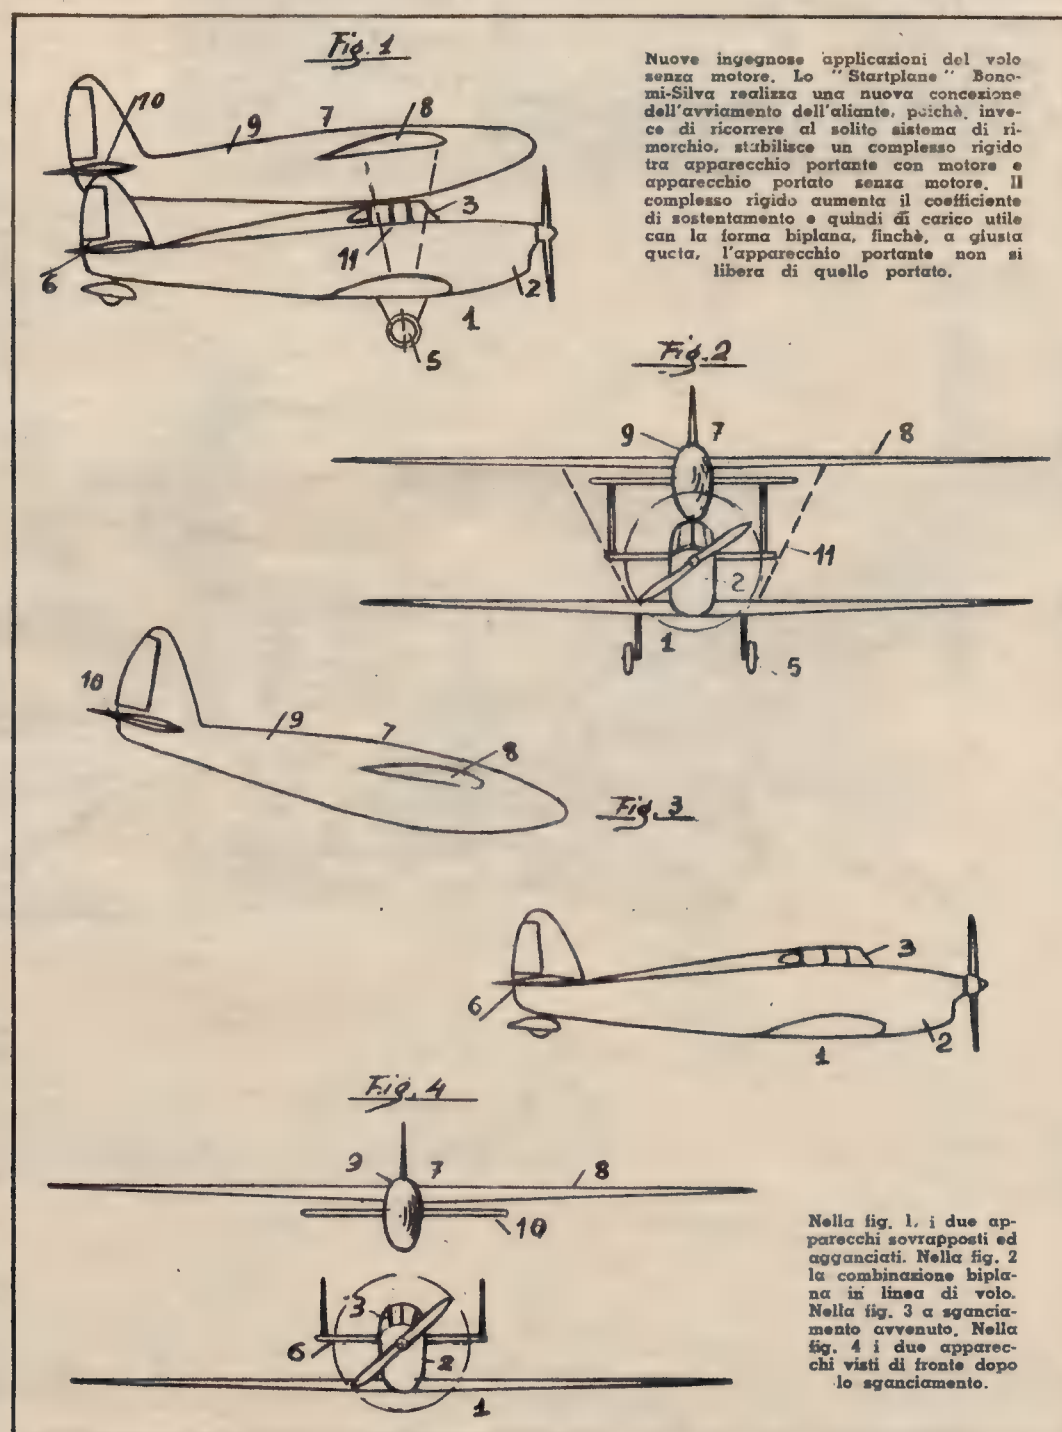 Fig. 1
10
9
7
8
3
11
6
2
1
5
Nuove ingegnose applicazioni del volo
senza motore. Lo "Startplane" Bono-
mi-Silva realizza una nuova concezione
dell'avviamento dell'aliante, poichè, inve-
ce di ricorrere al solito sistema di ri-
morchio, stabilisce un complesso rigido
tra apparecchio portante con motore e
apparecchio portato senza motore. Il
complesso rigido aumenta il coefficiente
di sostentamento e quindi di carico utile
can la forma biplana, finchè, a giusta
quota, l'apparecchio portante non si
libera di quello portato.
Fig. 2
9
7
8
11
2
1
5
10
9
7
8
Fig. 3
3
6
2
1
Fig. 4
9
7
8
10
3
6
2
1
Nella fig. 1, i due ap-
parecchi sovrapposti ed
agganciati. Nella fig. 2
la combinazione bipla-
na in linea di volo.
Nella fig. 3 a sgancia-
mento avvenuto. Nella
fig. 4 i due apparec-
chi visti di fronte dopo
lo sganciamento.